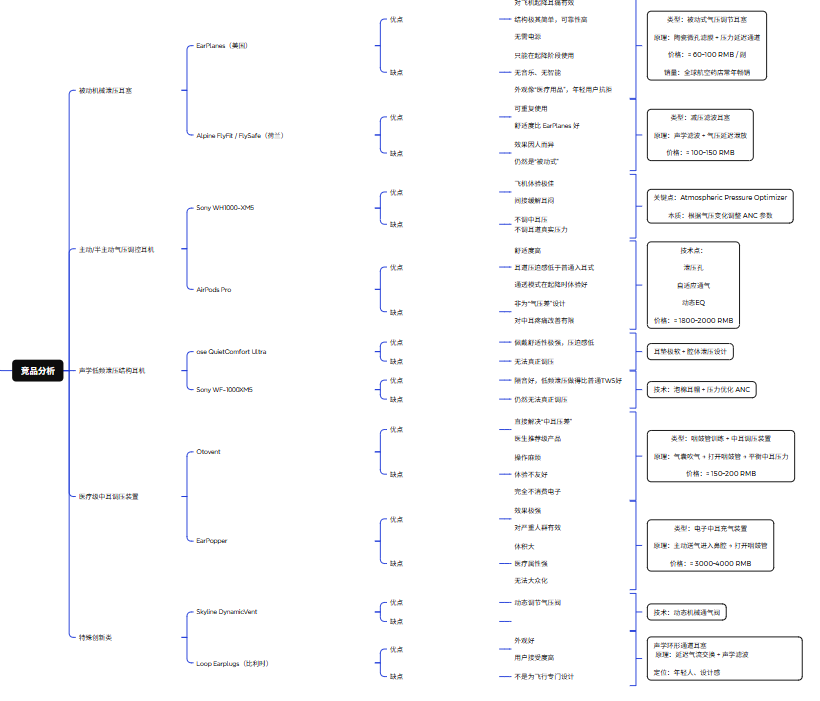 竞品分析
被动机械泄压耳塞
EarPlanes（美国）
优点
对飞机起降耳痛有效
结构极其简单，可靠性高
无需电源
缺点
只能在起降阶段使用
无音乐、无智能
外观像“医疗用品”，年轻用户抗拒
类型：被动式气压调节耳塞
原理：陶瓷微孔滤膜 + 压力延迟通道
价格：≈ 60-100 RMB / 副
销量：全球航空药店常年畅销
Alpine FlyFit / FlySafe（荷兰）
优点
可重复使用
舒适度比 EarPlanes 好
缺点
效果因人而异
仍然是“被动式”
类型：减压滤波耳塞
原理：声学滤波 + 气压延迟泄放
价格：≈ 100-150 RMB
主动/半主动气压调控耳机
Sony WH1000-XM5
优点
飞机体验极佳
间接缓解耳闷
缺点
不调中耳压
不调耳道真实压力
关键点：Atmospheric Pressure Optimizer
本质：根据气压变化调整 ANC 参数
AirPods Pro
优点
舒适度高
耳道压迫感低于普通入耳式
通透模式在起降时体验好
缺点
非为“气压差”设计
对中耳疼痛改善有限
技术点：
泄压孔
自适应通气
动态EQ
价格：≈ 1800-2000 RMB
声学低频泄压结构耳机
ose QuietComfort Ultra
优点
佩戴舒适性极强，压迫感低
缺点
无法真正调压
耳垫极软 + 腔体泄压设计
Sony WF-1000XM5
优点
隔音好，低频泄压做得比普通TWS好
缺点
仍然无法真正调压
技术：泡棉耳帽 + 压力优化 ANC
医疗级中耳调压装置
Otovent
优点
直接解决“中耳压差”
医生推荐级产品
缺点
操作麻烦
体验不友好
完全不消费电子
类型：咽鼓管训练 + 中耳调压装置
原理：气囊吹气 → 打开咽鼓管 → 平衡中耳压力
价格：≈ 150-200 RMB
EarPopper
优点
效果极强
对严重人群有效
缺点
体积大
医疗属性强
无法大众化
类型：电子中耳充气装置
原理：主动送气进入鼻腔 → 打开咽鼓管
价格：≈ 3000-4000 RMB
特殊创新类
Skyline DynamicVent
优点
动态调节气压阀
缺点
技术：动态机械通气阀
Loop Earplugs（比利时）
优点
外观好
用户接受度高
缺点
不是为飞行专门设计
声学环形通道耳塞
原理：延迟气流交换 + 声学滤波
定位：年轻人、设计感